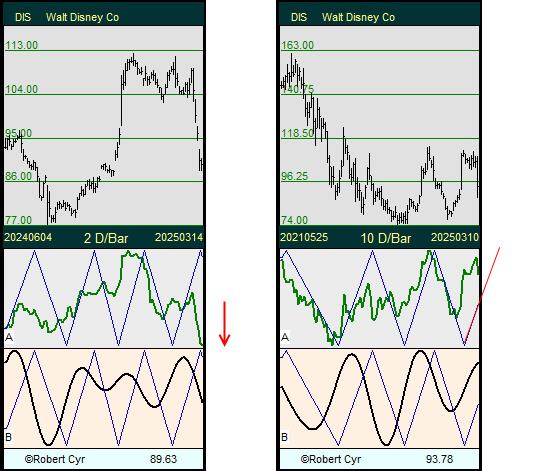 DIS Walt Disney Co
113.00
104.00
95.00
86.00
77.00
20240604 2 D/Bar 20250314
A
B
©Robert Cyr 89.63
DIS Walt Disney Co
163.00
140.75
118.50
96.25
74.00
20210525 10 D/Bar 20250310
A
B
©Robert Cyr 93.78